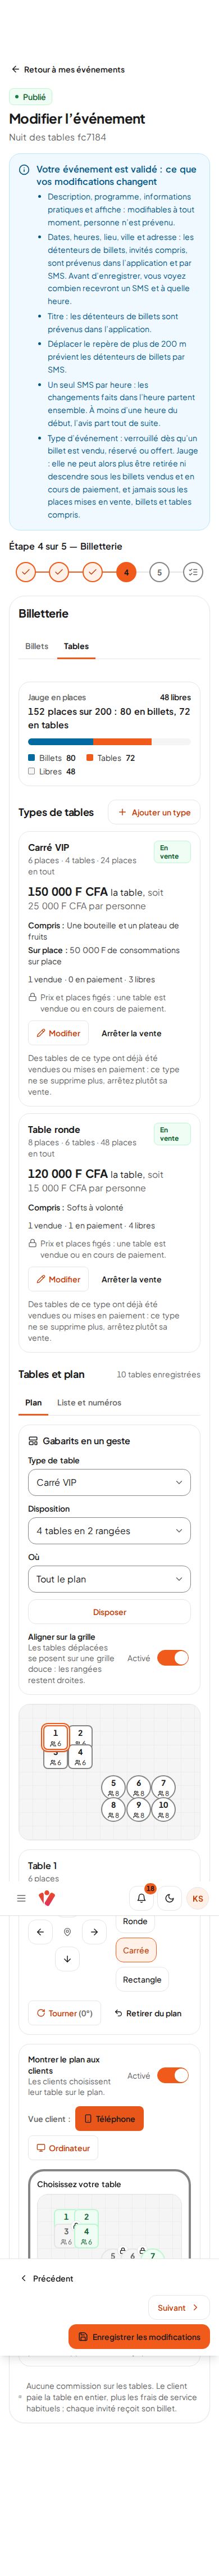 Retour à mes événements
Publié
Modifier l'événement
Nuit des tables fc7184
Votre événement est validé : ce que
vos modifications changent
Description, programme, informations
pratiques et affiche : modifiables à tout
moment, personne n'est prévenu.
Dates, heures, lieu, ville et adresse : les
détenteurs de billets, invités compris,
sont prévenus dans l'application et par
SMS. Avant d'enregistrer, vous voyez
combien recevront un SMS et à quelle
heure.
Titre : les détenteurs de billets sont
prévenus dans l'application.
Déplacer le repère de plus de 200 m
prévient les détenteurs de billets par
SMS.
Un seul SMS par heure : les
changements faits dans l'heure partent
ensemble. À moins d'une heure du
début, l'avis part tout de suite.
Type d'événement : verrouillé dès qu'un
billet est vendu, réservé ou offert. Jauge
: elle ne peut alors plus être retirée ni
descendre sous les billets vendus et en
cours de paiement, et jamais sous les
places mises en vente, billets et tables
compris.
Étape 4 sur 5 — Billetterie
4
5
Billetterie
Billets
Tables
Jauge en places
48 libres
152 places sur 200 : 80 en billets, 72
en tables
Billets 80
Tables 72
Libres 48
Types de tables
Ajouter un type
Carré VIP
En vente
6 places · 4 tables · 24 places
en tout
150 000 F CFA la table, soit
25 000 F CFA par personne
Compris : Une bouteille et un plateau de
fruits
Sur place : 50 000 F de consommations
sur place
1 vendue · 0 en paiement · 3 libres
Prix et places figés : une table est
vendue ou en cours de paiement.
Modifier
Arrêter la vente
Des tables de ce type ont déjà été
vendues ou mises en paiement : ce type
ne se supprime plus, arrêtez plutôt sa
vente.
Table ronde
En vente
8 places · 6 tables · 48 places
en tout
120 000 F CFA la table, soit
15 000 F CFA par personne
Compris : Softs à volonté
1 vendue · 1 en paiement · 4 libres
Prix et places figés : une table est
vendue ou en cours de paiement.
Modifier
Arrêter la vente
Des tables de ce type ont déjà été
vendues ou mises en paiement : ce type
ne se supprime plus, arrêtez plutôt sa
vente.
Tables et plan
10 tables enregistrées
Plan
Liste et numéros
Gabarits en un geste
Type de table
Carré VIP
Disposition
4 tables en 2 rangées
Où
Tout le plan
Disposer
Aligner sur la grille
Les tables déplacées
se posent sur une grille
douce : les rangées
restent droites.
Activé
1
6
2
6
3
6
4
6
5
8
6
8
7
8
8
8
9
8
10
8
Table 1
6 places
18
KS
Ronde
Carrée
Rectangle
Tourner (0°)
Retirer du plan
Montrer le plan aux
clients
Les clients choisissent
leur table sur le plan.
Activé
Vue client :
Téléphone
Ordinateur
Choisissez votre table
1
2
3
6
4
6
5
6
7
Précédent
Suivant
Enregistrer les modifications
Aucune commission sur les tables. Le client
paie la table en entier, plus les frais de service
habituels : chaque invité reçoit son billet.